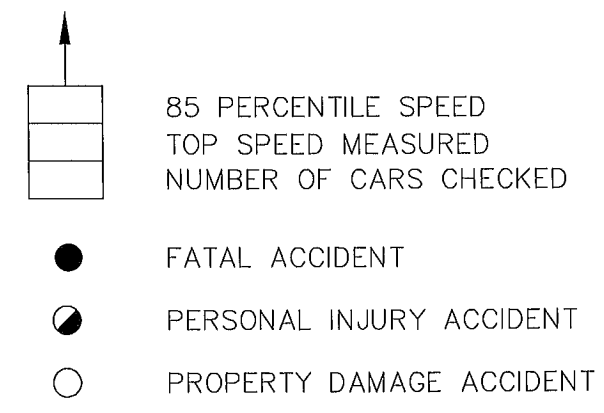 85 PERCENTILE SPEED
TOP SPEED MEASURED
NUMBER OF CARS CHECKED
FATAL ACCIDENT
PERSONAL INJURY ACCIDENT
PROPERTY DAMAGE ACCIDENT